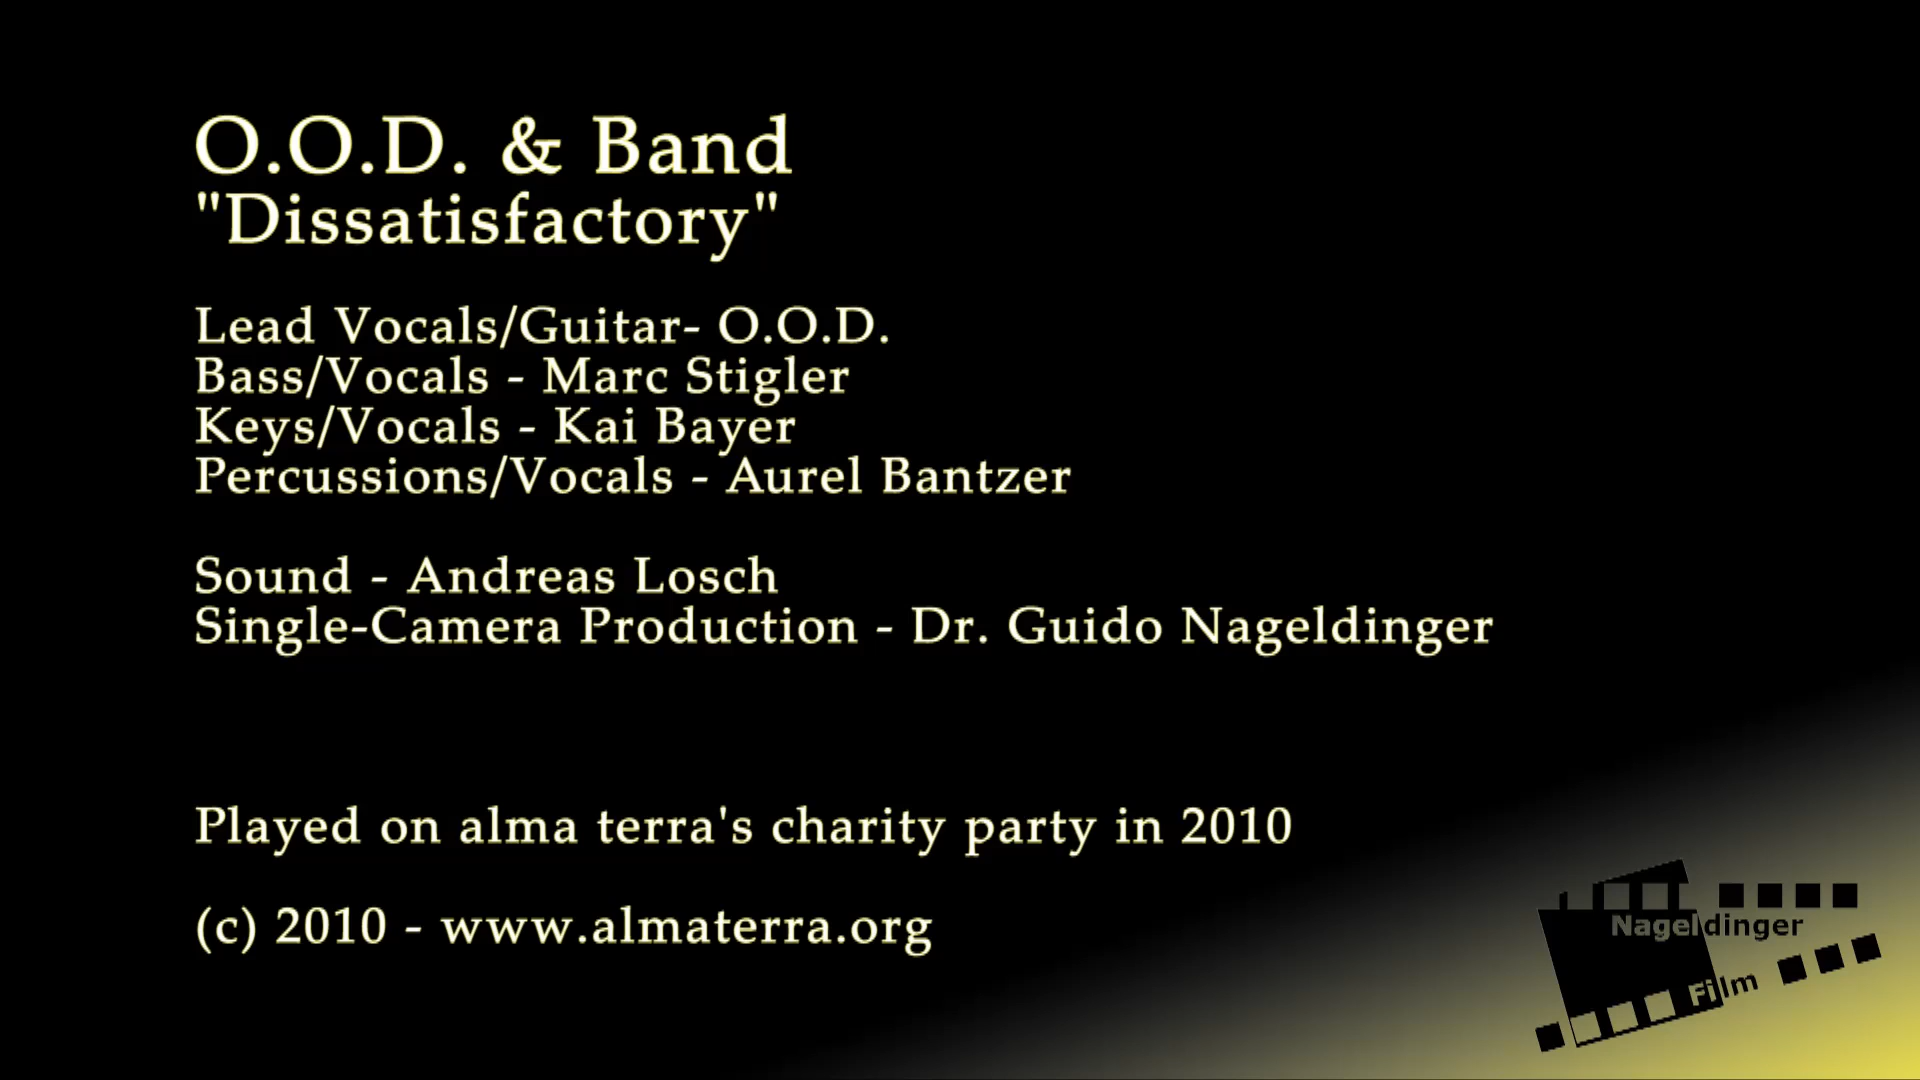 O.O.D. & Band
"Dissatisfactory"
Lead Vocals/Guitar- O.O.D.
Bass/Vocals - Marc Stigler
Keys/Vocals - Kai Bayer
Percussions/Vocals - Aurel Bantzer
Sound - Andreas Losch
Single-Camera Production - Dr. Guido Nageldinger
Played on alma terra's charity party in 2010
(c) 2010 - www.almaterra.org
Nageldinger
Film